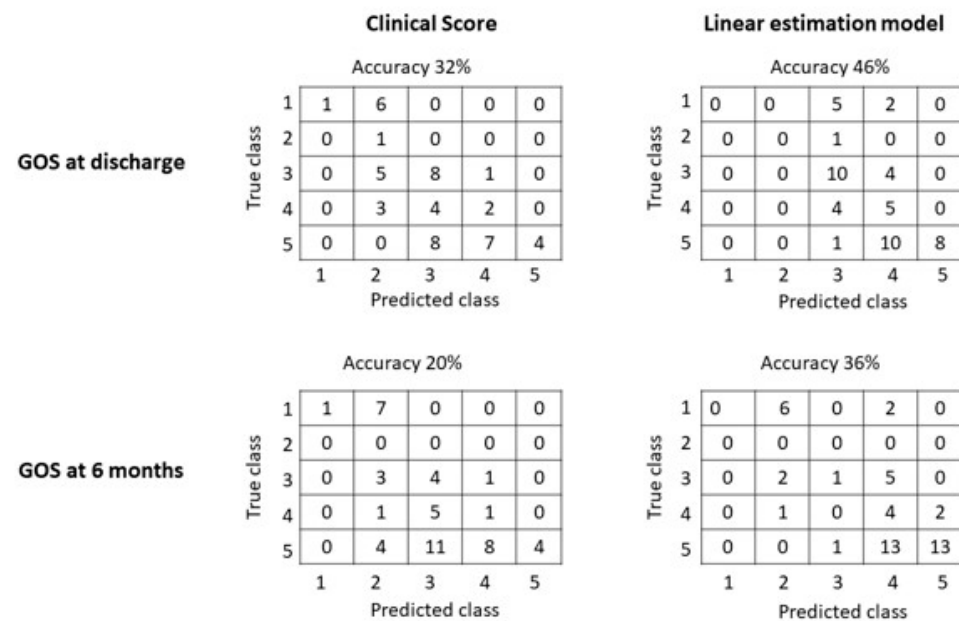 Clinical Score Linear estimation model
Accuracy 32% Accuracy 46%
GOS at discharge
True class
1 1 6 0 0 0
2 0 1 0 0 0
3 0 5 8 1 0
4 0 3 4 2 0
5 0 0 8 7 4
1 2 3 4 5
Predicted class
True class
1 0 0 5 2 0
2 0 0 1 0 0
3 0 0 10 4 0
4 0 0 4 5 0
5 0 0 1 10 8
1 2 3 4 5
Predicted class
Accuracy 20% Accuracy 36%
GOS at 6 months
True class
1 1 7 0 0 0
2 0 0 0 0 0
3 0 3 4 1 0
4 0 1 5 1 0
5 0 4 11 8 4
1 2 3 4 5
Predicted class
True class
1 0 6 0 2 0
2 0 0 0 0 0
3 0 2 1 5 0
4 0 1 0 4 2
5 0 0 1 13 13
1 2 3 4 5
Predicted class